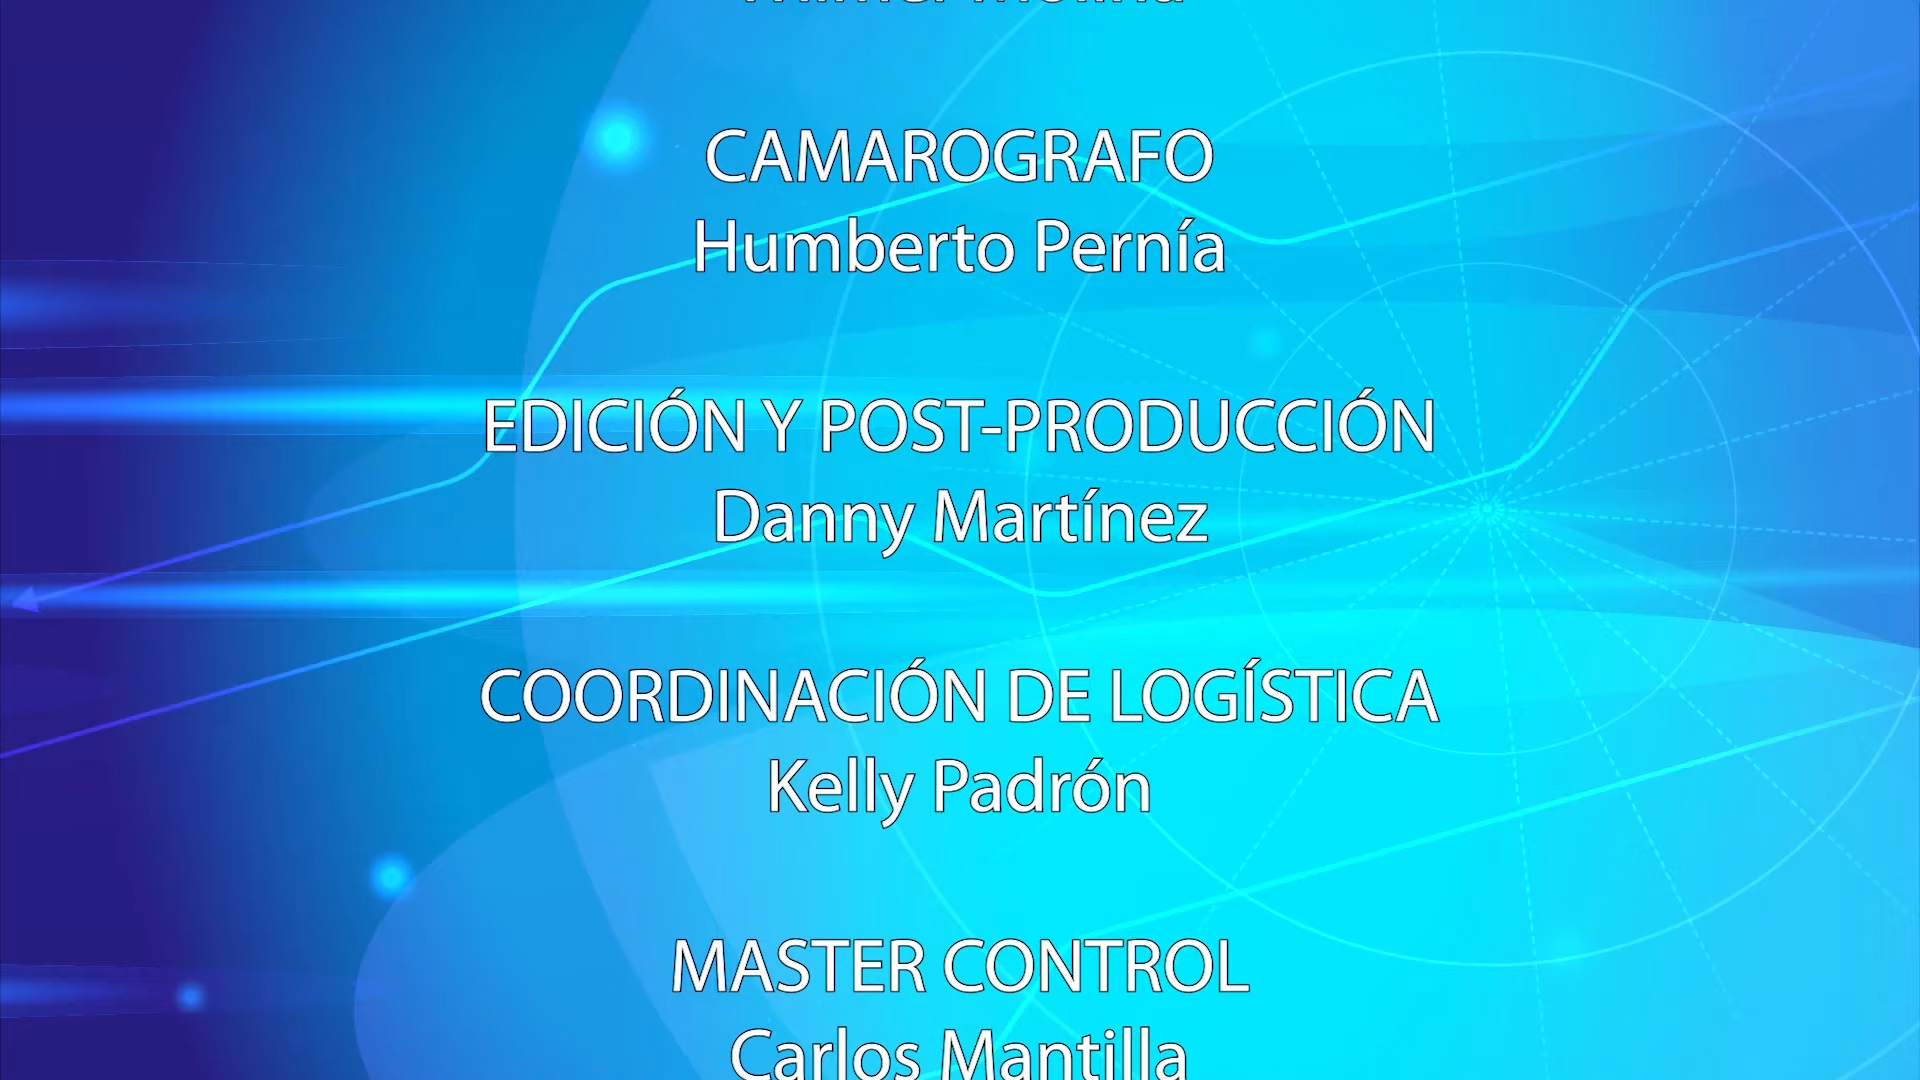 CAMAROGRAFO
Humberto Pernía
EDICIÓN Y POST-PRODUCCIÓN
Danny Martínez
COORDINACIÓN DE LOGÍSTICA
Kelly Padrón
MASTER CONTROL
Carlos Mantilla